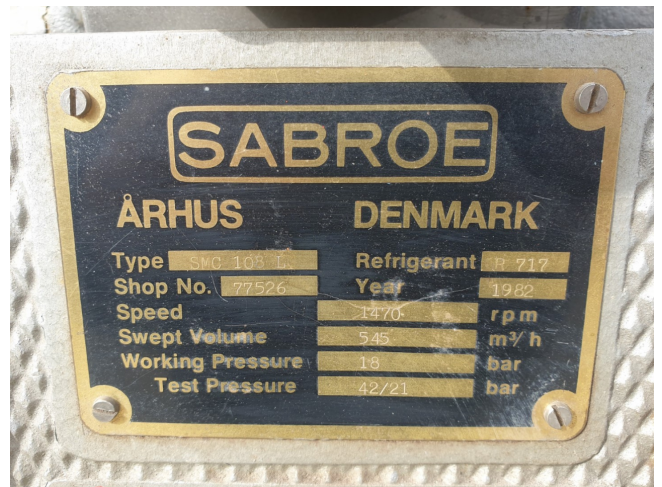 SABROE
ÅRHUS DENMARK
Type SMC 108 L Refrigerant R 717
Shop No. 77526 Year 1982
Speed 1470 rpm
Swept Volume 545 m³/h
Working Pressure 18 bar
Test Pressure 42/21 bar